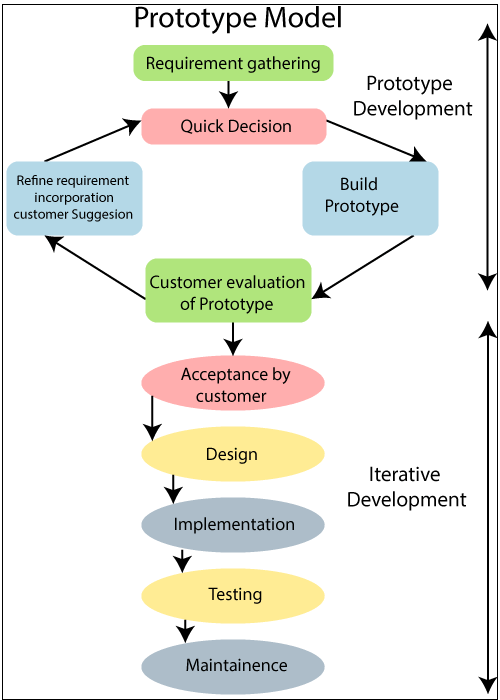 Prototype Model
Requirement gathering
Prototype
Development
Quick Decision
Refine requirement
incorporation
customer Suggesion
Build
Prototype
Customer evaluation
of Prototype
Acceptance by
customer
Design
Iterative
Development
Implementation
Testing
Maintainence